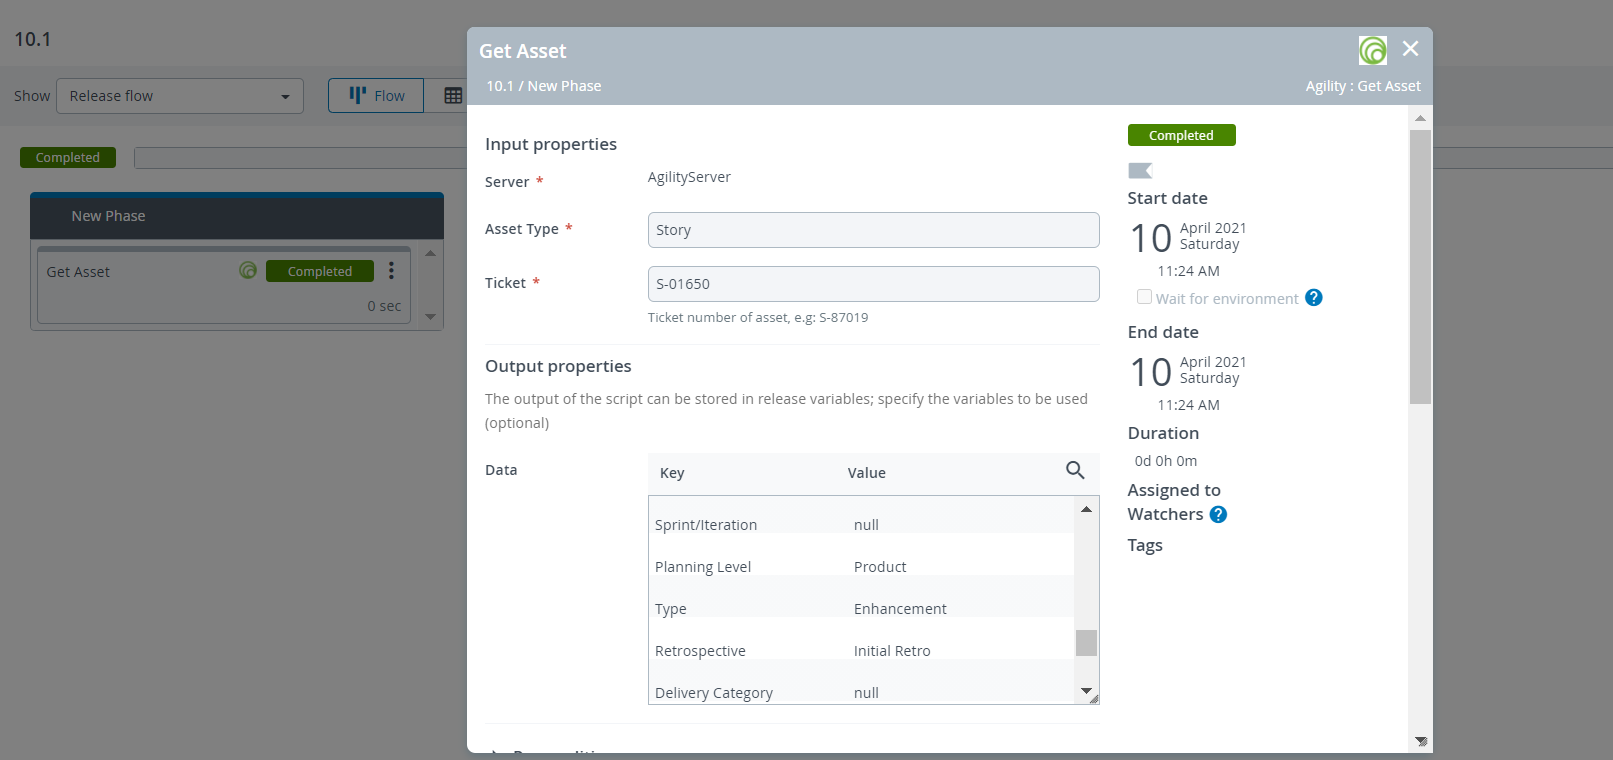 10.1
Show
Release flow
Flow
Completed
New Phase
Get Asset
Completed
0 sec
Get Asset
10.1 / New Phase
Agility : Get Asset
Input properties
Server *
AgilityServer
Asset Type *
Story
Ticket *
S-01650
Ticket number of asset, e.g: S-87019
Output properties
The output of the script can be stored in release variables; specify the variables to be used
(optional)
Data
Key Value
Sprint/Iteration null
Planning Level Product
Type Enhancement
Retrospective Initial Retro
Delivery Category null
Completed
Start date
10 April 2021
Saturday
11:24 AM
Wait for environment ?
End date
10 April 2021
Saturday
11:24 AM
Duration
0d 0h 0m
Assigned to
Watchers ?
Tags